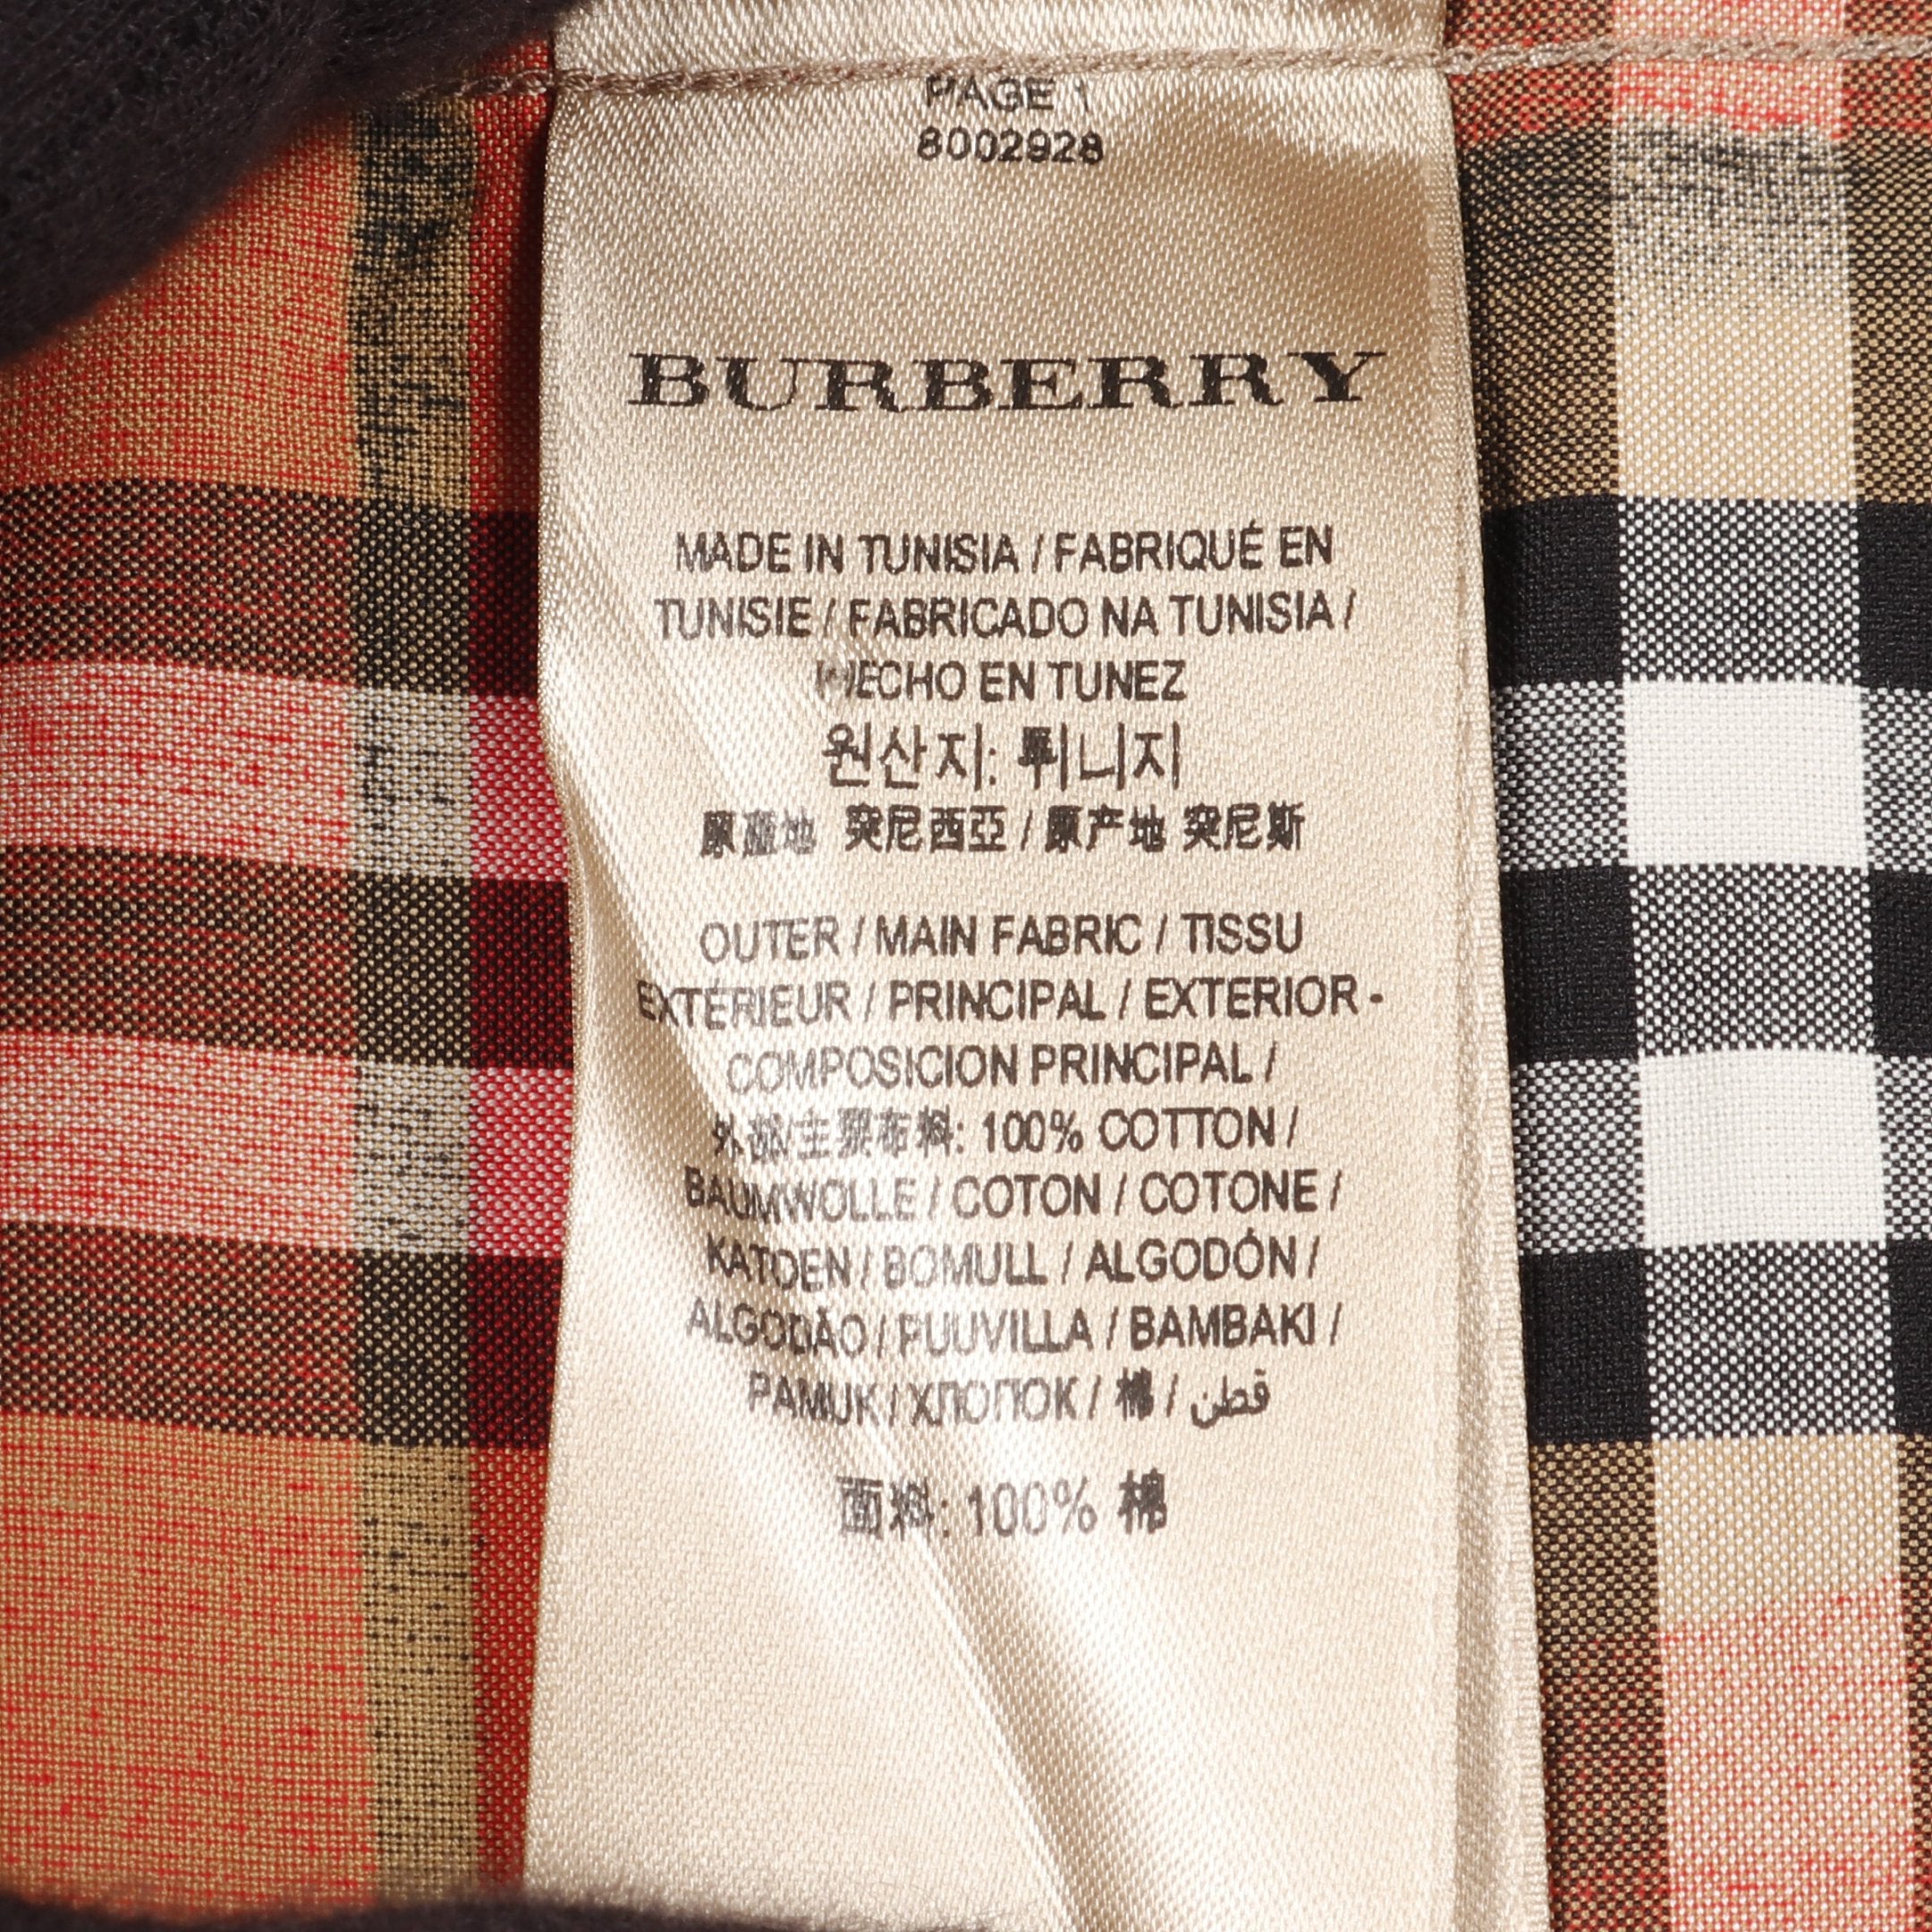 PAGE 1
8002928
BURBERRY
MADE IN TUNISIA / FABRIQUÉ EN
TUNISIE / FABRICADO NA TUNISIA /
HECHO EN TUNEZ
원산지: 튀니지
原產地 突尼西亞 / 原产地 突尼斯
OUTER / MAIN FABRIC / TISSU
EXTÉRIEUR / PRINCIPAL / EXTERIOR -
COMPOSICION PRINCIPAL /
外部主要布料: 100% COTTON /
BAUMWOLLE / COTON / COTONE /
KATOEN / BOMULL / ALGODÓN /
ALGODÃO / PUUVILLA / BAMBAKI /
PAMUK / ХЛОПОК / 棉 / قطن
面料: 100% 棉